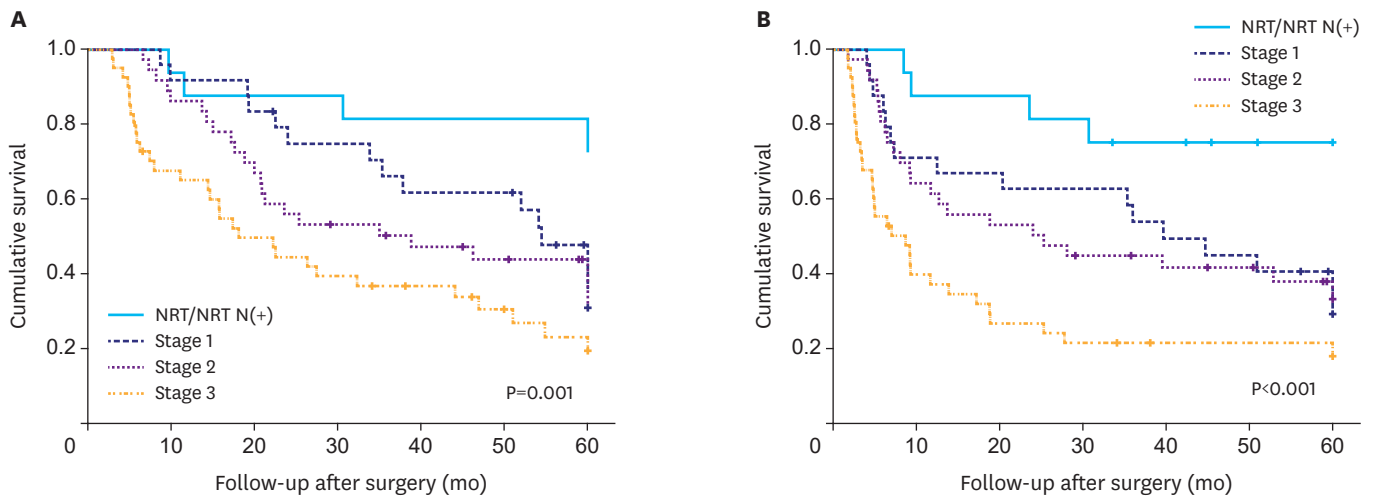 A
1.0
0.8
0.6
0.4
0.2
0
10
20
30
40
50
60
Cumulative survival
Follow-up after surgery (mo)
NRT/NRT N(+)
Stage 1
Stage 2
Stage 3
P=0.001
B
NRT/NRT N(+)
Stage 1
Stage 2
Stage 3
1.0
0.8
0.6
0.4
0.2
0
10
20
30
40
50
60
Cumulative survival
Follow-up after surgery (mo)
P<0.001